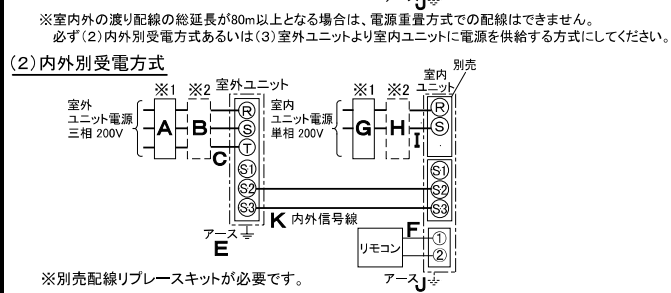 ※室内外の渡り配線の総延長が80m以上となる場合は、電源重畳方式での配線はできません。
必ず(2)内外別受電方式あるいは(3)室外ユニットより室内ユニットに電源を供給する方式にしてください。
(2)内外別受電方式
別売
※1 ※2 室外ユニット ※1 ※2 室内ユニット
室外
ユニット電源
三相 200V
A B C
R
S
T
S1
S2
S3
室内
ユニット電源
単相 200V
G H I
R
S
S1
S2
S3
K 内外信号線
アース
E
リモコン
F
①
②
アース J
※別売配線リプレースキットが必要です。